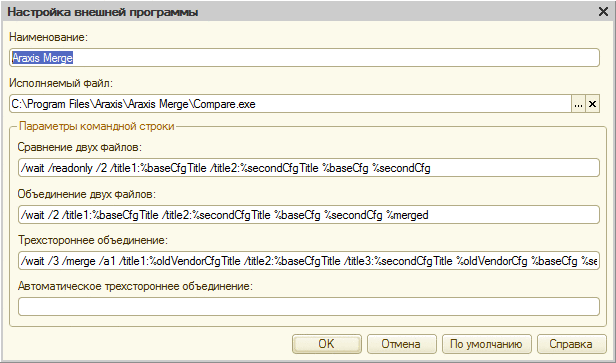 Настройка внешней программы
Наименование:
Araxis Merge
Исполняемый файл:
C:\Program Files\Araxis\Araxis Merge\Compare.exe
...
Параметры командной строки
Сравнение двух файлов:
/wait /readonly /2 /title1:%baseCfgTitle /title2:%secondCfgTitle %baseCfg %secondCfg
Объединение двух файлов:
/wait /2 /title1:%baseCfgTitle /title2:%secondCfgTitle %baseCfg %secondCfg %merged
Трехстороннее объединение:
/wait /3 /merge /a1 /title1:%oldVendorCfgTitle /title2:%baseCfgTitle /title3:%secondCfgTitle %oldVendorCfg %baseCfg %se
Автоматическое трехстороннее объединение:
OK Отмена По умолчанию Справка